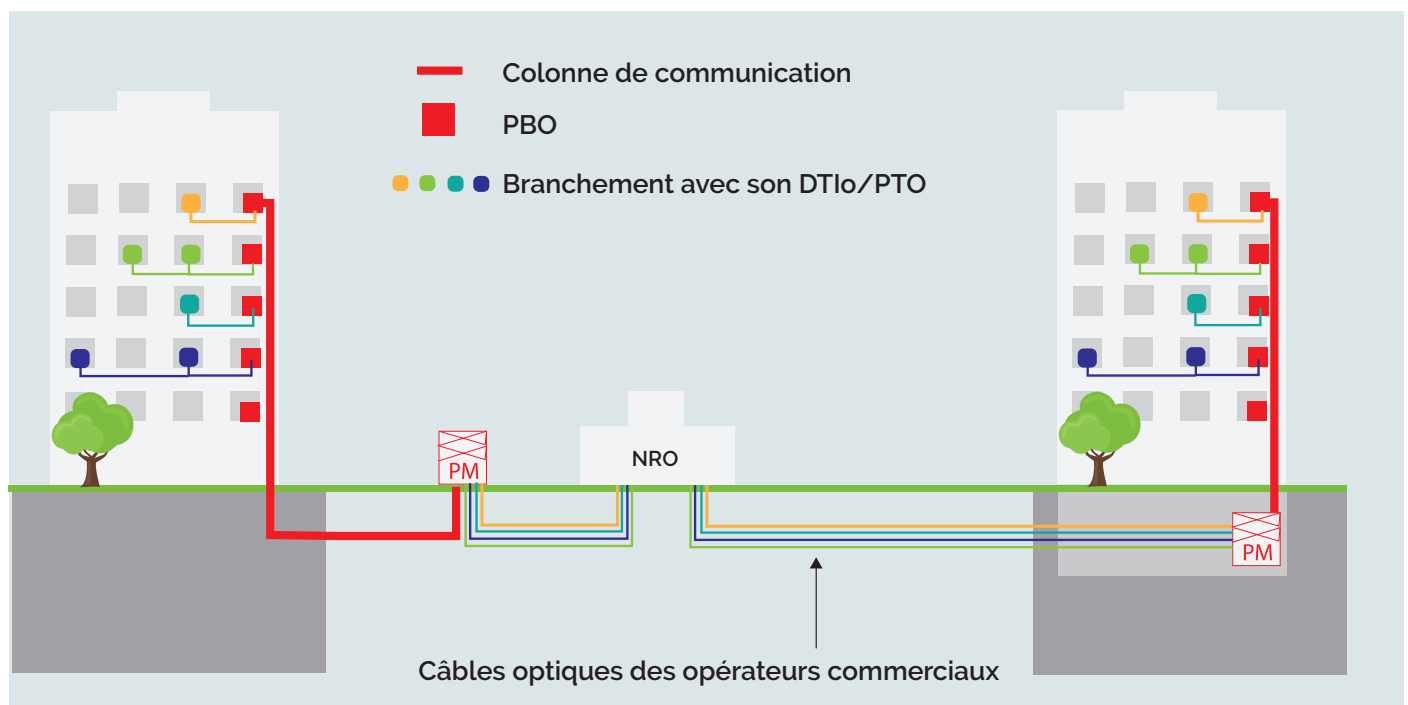 Colonne de communication
PBO
Branchement avec son DTIo/PTO
NRO
PM
PM
Câbles optiques des opérateurs commerciaux